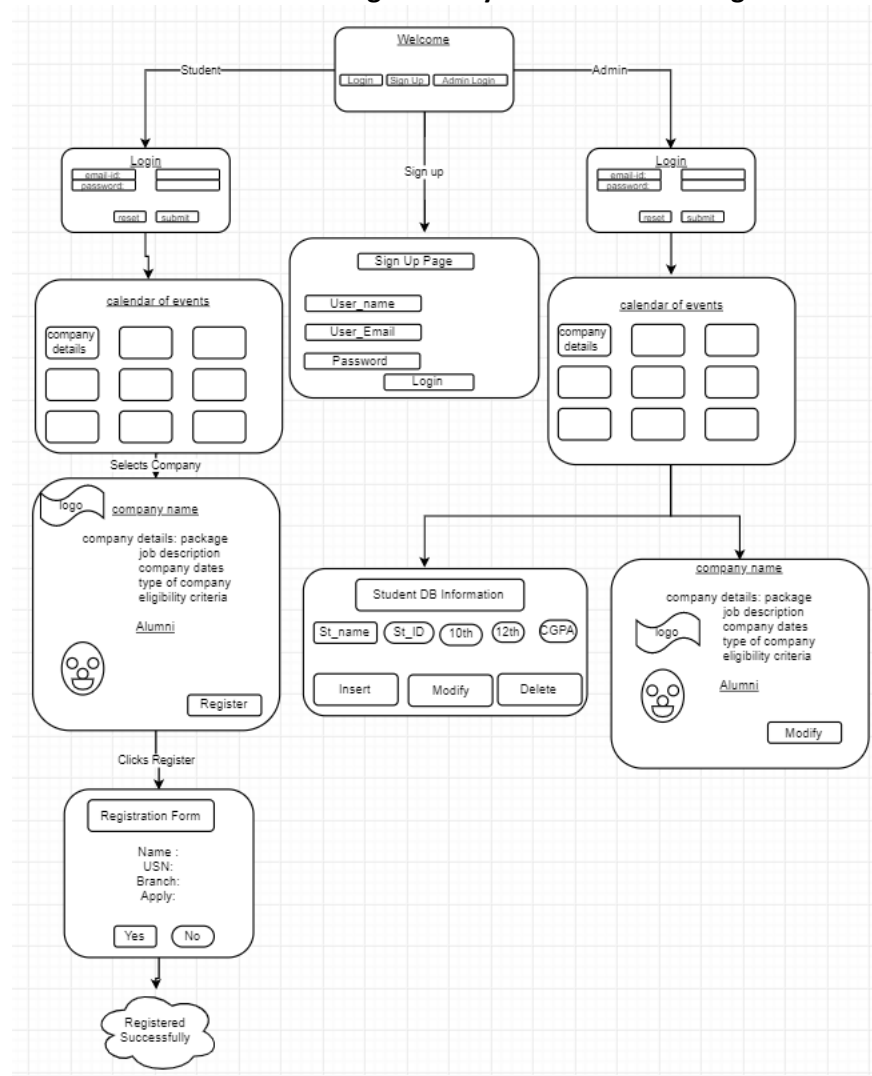 Welcome
Login Sign Up Admin Login
Student
Admin
Login
email-id:
password:
reset submit
Sign up
Login
email-id:
password:
reset submit
Sign Up Page
User_name
User_Email
Password
Login
calendar of events
company
details
calendar of events
company
details
Selects Company
logo
company name
company details: package
job description
company dates
type of company
eligibility criteria
Alumni
Register
Student DB Information
St_name St_ID 10th 12th CGPA
Insert Modify Delete
company name
company details: package
job description
logo
company dates
type of company
eligibility criteria
Alumni
Modify
Clicks Register
Registration Form
Name :
USN:
Branch:
Apply:
Yes No
Registered
Successfully